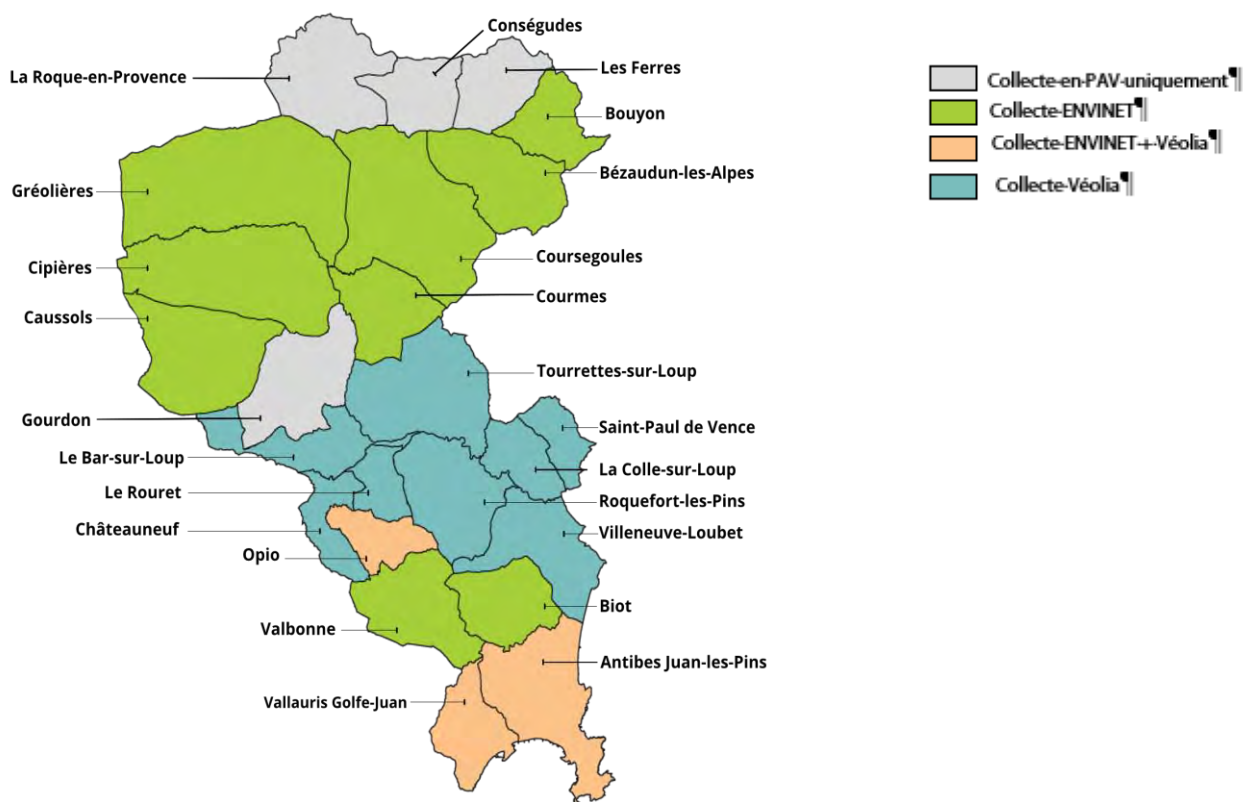 Conségudes
La Roque-en-Provence
Les Ferres
Bouyon
Bézaudun-les-Alpes
Gréolières
Coursegoules
Cipières
Courmes
Caussols
Tourrettes-sur-Loup
Gourdon
Saint-Paul de Vence
Le Bar-sur-Loup
La Colle-sur-Loup
Le Rouret
Roquefort-les-Pins
Châteauneuf
Villeneuve-Loubet
Opio
Biot
Valbonne
Antibes Juan-les-Pins
Vallauris Golfe-Juan
Collecte-en-PAV-uniquement¶
Collecte-ENVINET¶
Collecte-ENVINET-+-Véolia¶
Collecte-Véolia¶